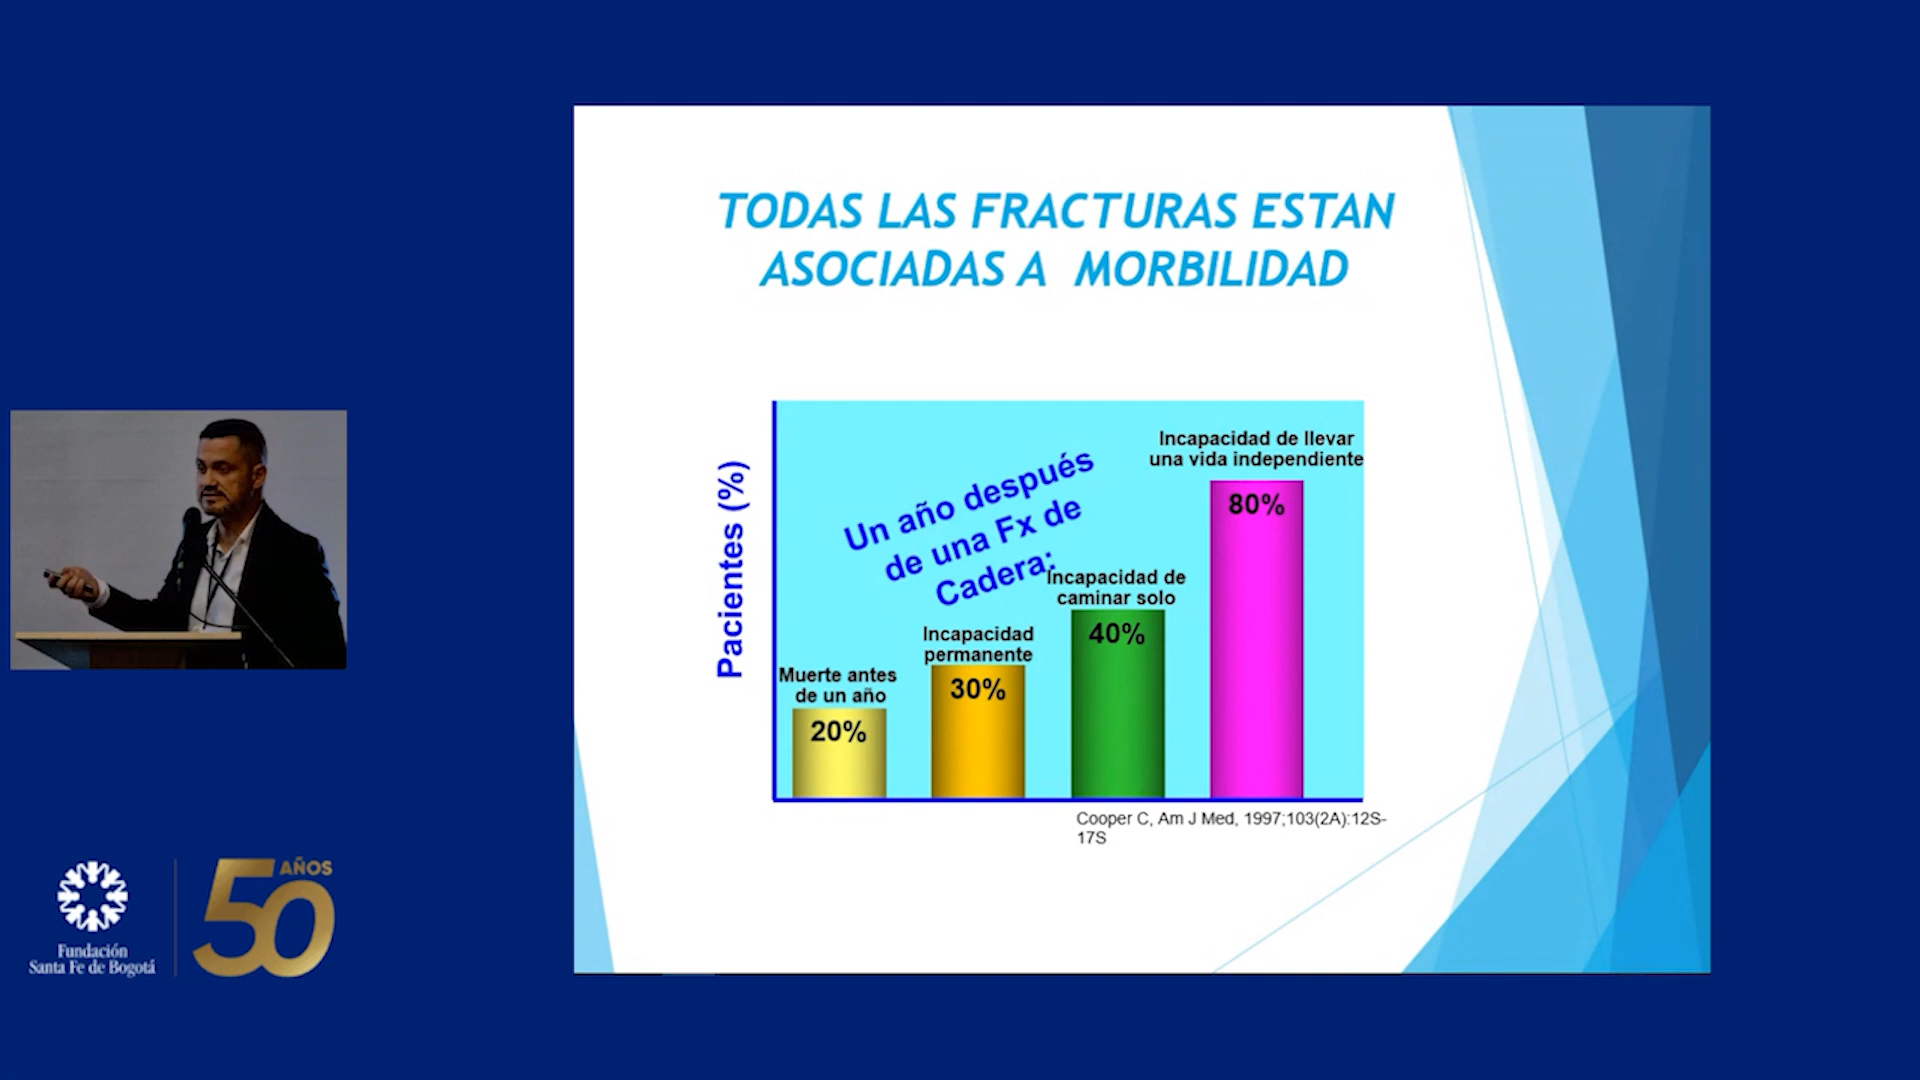 TODAS LAS FRACTURAS ESTAN
ASOCIADAS A MORBILIDAD
Pacientes (%)
Un año después
de una Fx de
Cadera:
Muerte antes
de un año
20%
Incapacidad
permanente
30%
Incapacidad de
caminar solo
40%
Incapacidad de llevar
una vida independiente
80%
Cooper C, Am J Med, 1997;103(2A):12S-
17S
Fundación
Santa Fe de Bogotá
50 AÑOS